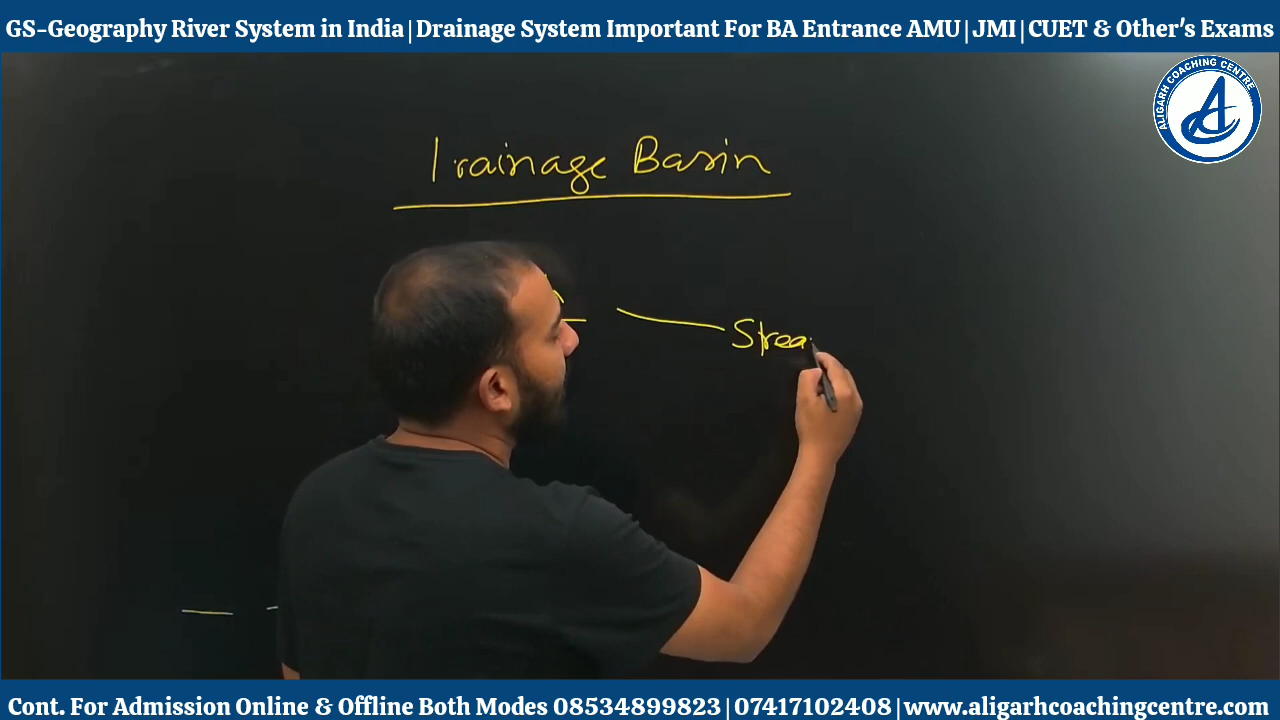 GS-Geography River System in India|Drainage System Important For BA Entrance AMU|JMI|CUET & Other's Exams
ALIGARH COACHING CENTRE
A
Drainage Basin
Strea
Cont. For Admission Online & Offline Both Modes 08534899823|07417102408|www.aligarhcoachingcentre.com